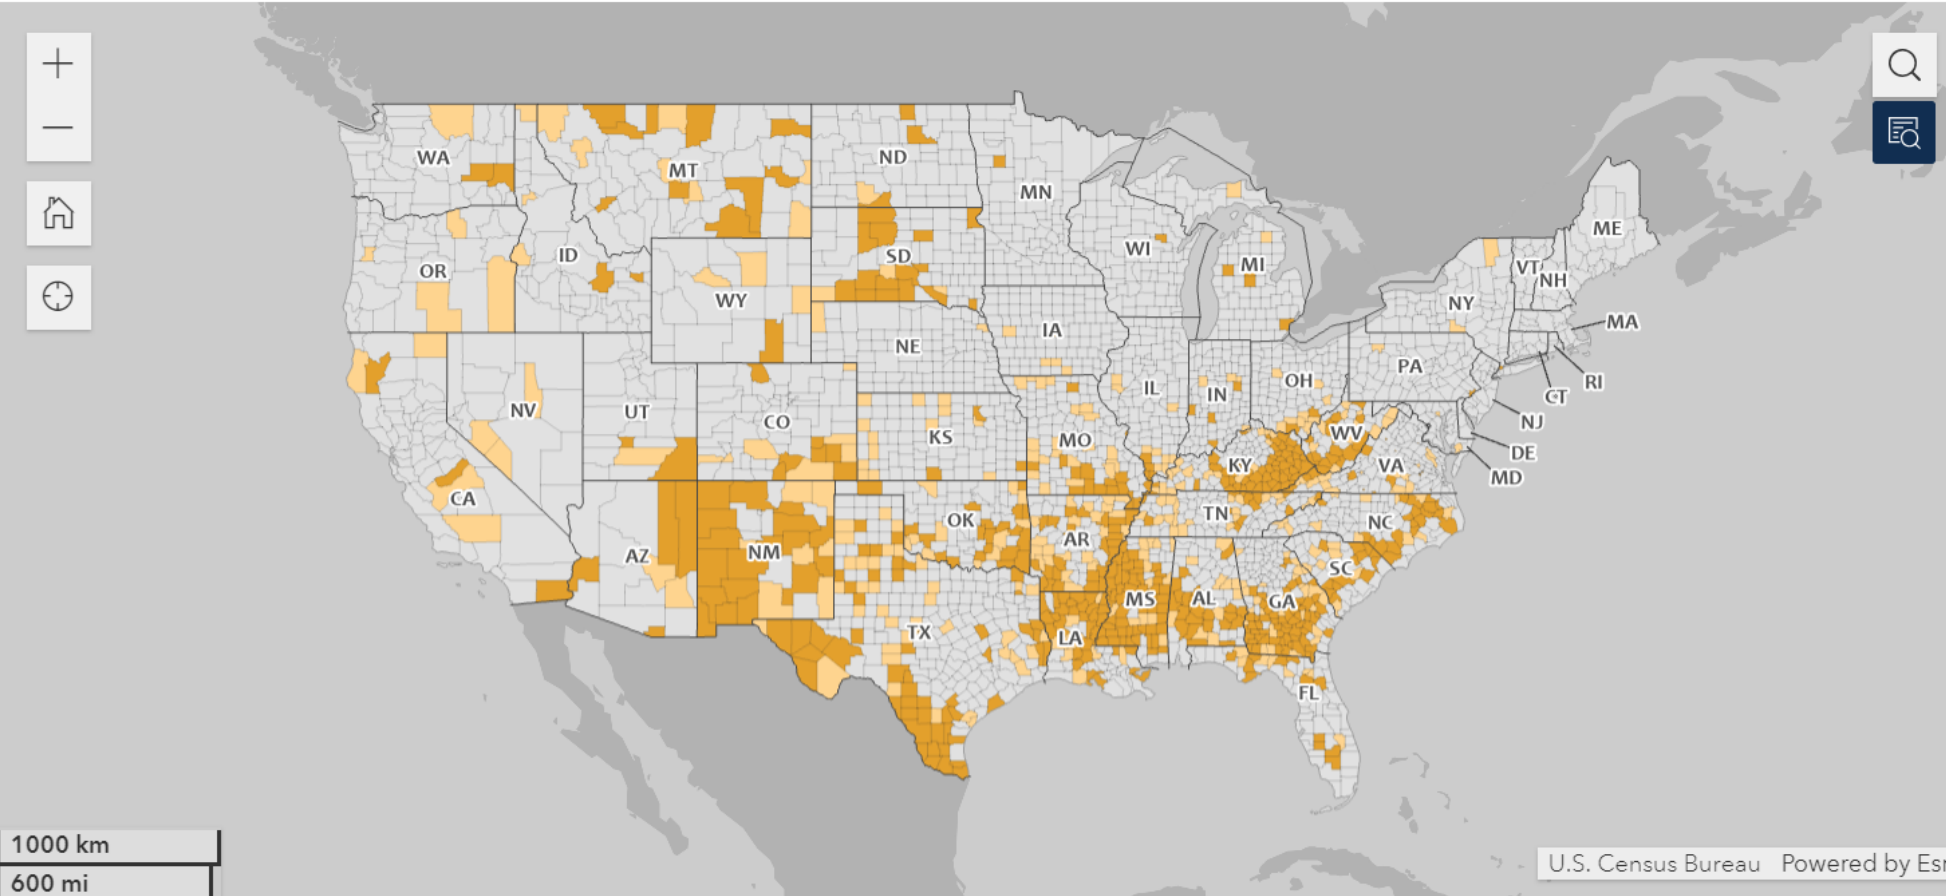 WA
MT
ND
MN
ME
OR
ID
SD
WI
MI
VT
NH
WY
NY
MA
IA
NE
PA
RI
NV
UT
CO
IL
IN
OH
CT
NJ
KS
MO
WV
DE
KY
VA
MD
CA
OK
TN
NC
AZ
NM
AR
SC
MS
AL
GA
TX
LA
FL
1000 km
600 mi
U.S. Census Bureau Powered by Esr